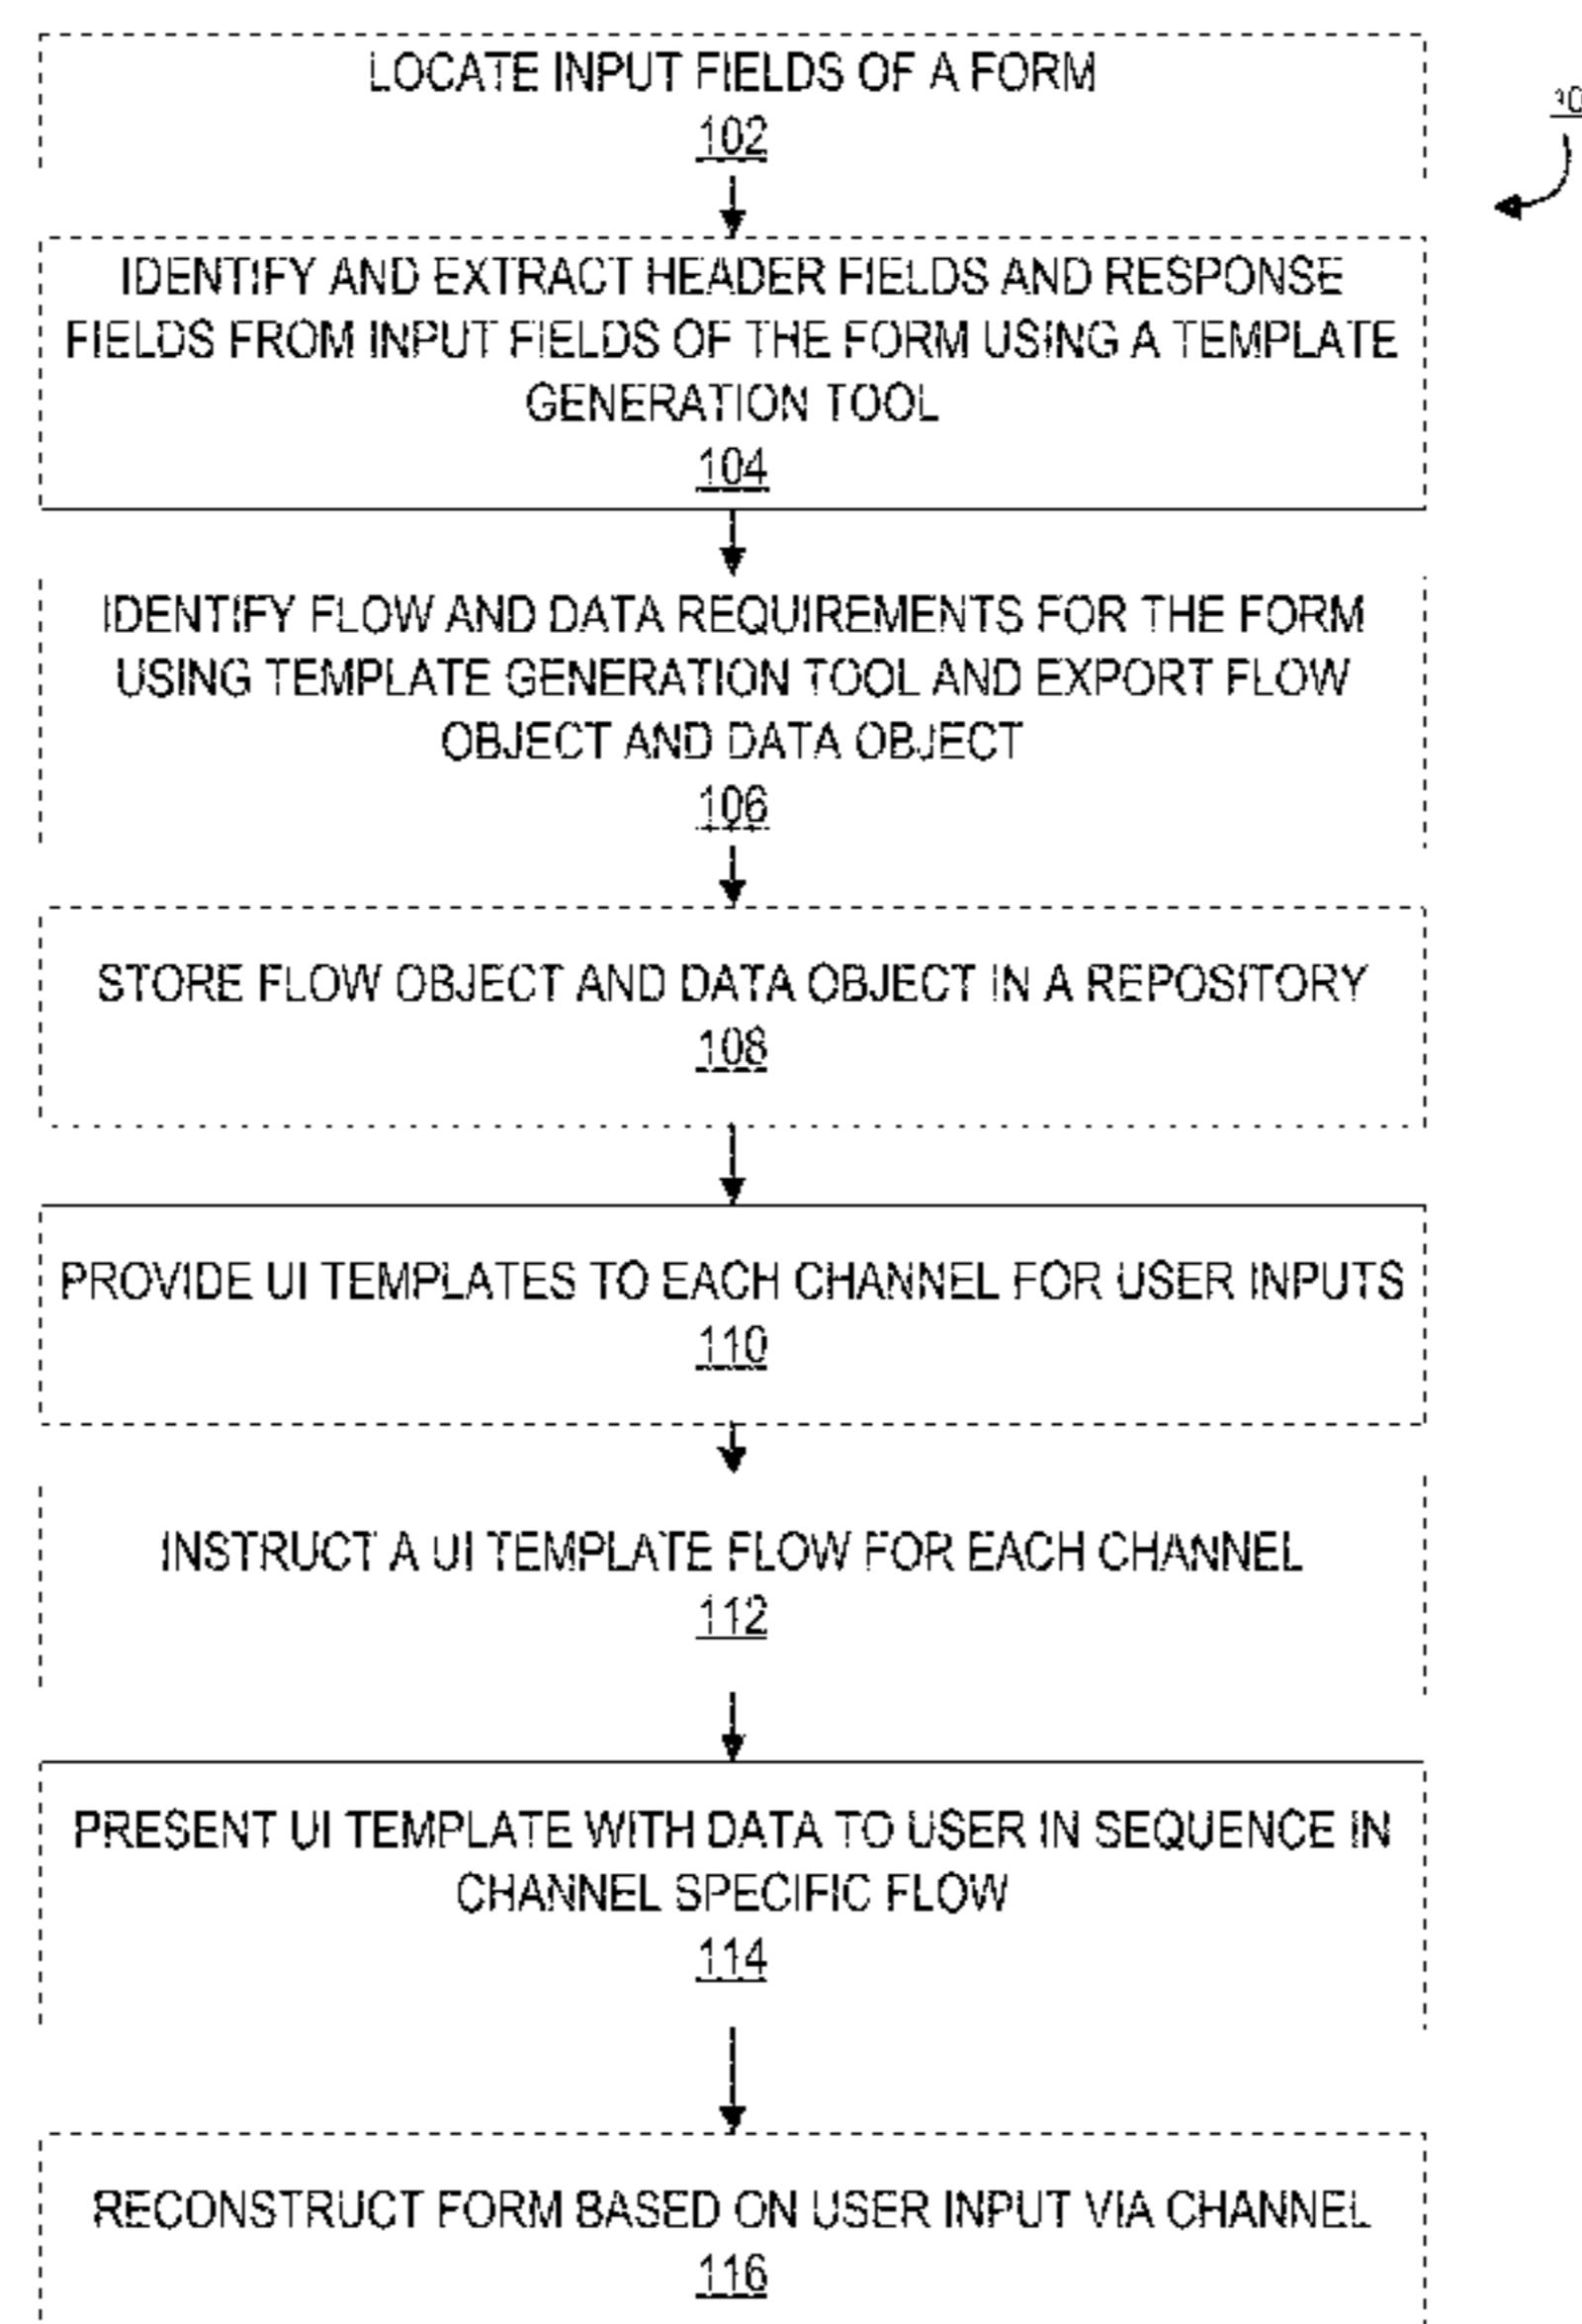 LOCATE INPUT FIELDS OF A FORM
102
IDENTIFY AND EXTRACT HEADER FIELDS AND RESPONSE
FIELDS FROM INPUT FIELDS OF THE FORM USING A TEMPLATE
GENERATION TOOL
104
IDENTIFY FLOW AND DATA REQUIREMENTS FOR THE FORM
USING TEMPLATE GENERATION TOOL AND EXPORT FLOW
OBJECT AND DATA OBJECT
106
STORE FLOW OBJECT AND DATA OBJECT IN A REPOSITORY
108
PROVIDE UI TEMPLATES TO EACH CHANNEL FOR USER INPUTS
110
INSTRUCT A UI TEMPLATE FLOW FOR EACH CHANNEL
112
PRESENT UI TEMPLATE WITH DATA TO USER IN SEQUENCE IN
CHANNEL SPECIFIC FLOW
114
RECONSTRUCT FORM BASED ON USER INPUT VIA CHANNEL
116